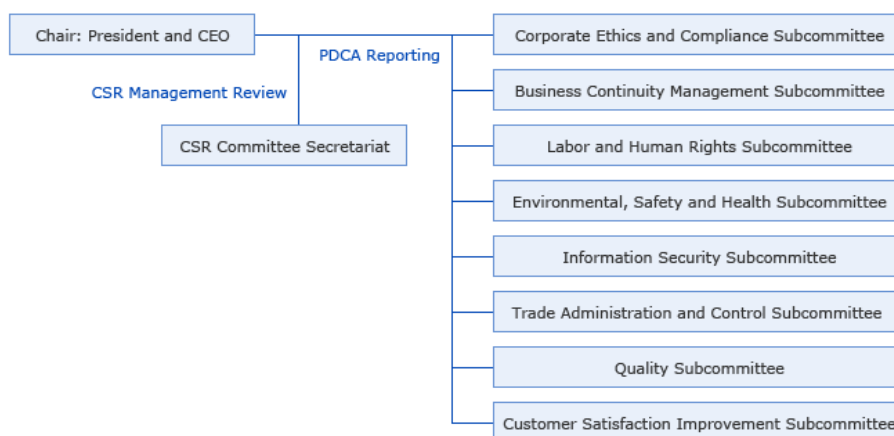 Chair: President and CEO
PDCA Reporting
CSR Management Review
CSR Committee Secretariat
Corporate Ethics and Compliance Subcommittee
Business Continuity Management Subcommittee
Labor and Human Rights Subcommittee
Environmental, Safety and Health Subcommittee
Information Security Subcommittee
Trade Administration and Control Subcommittee
Quality Subcommittee
Customer Satisfaction Improvement Subcommittee